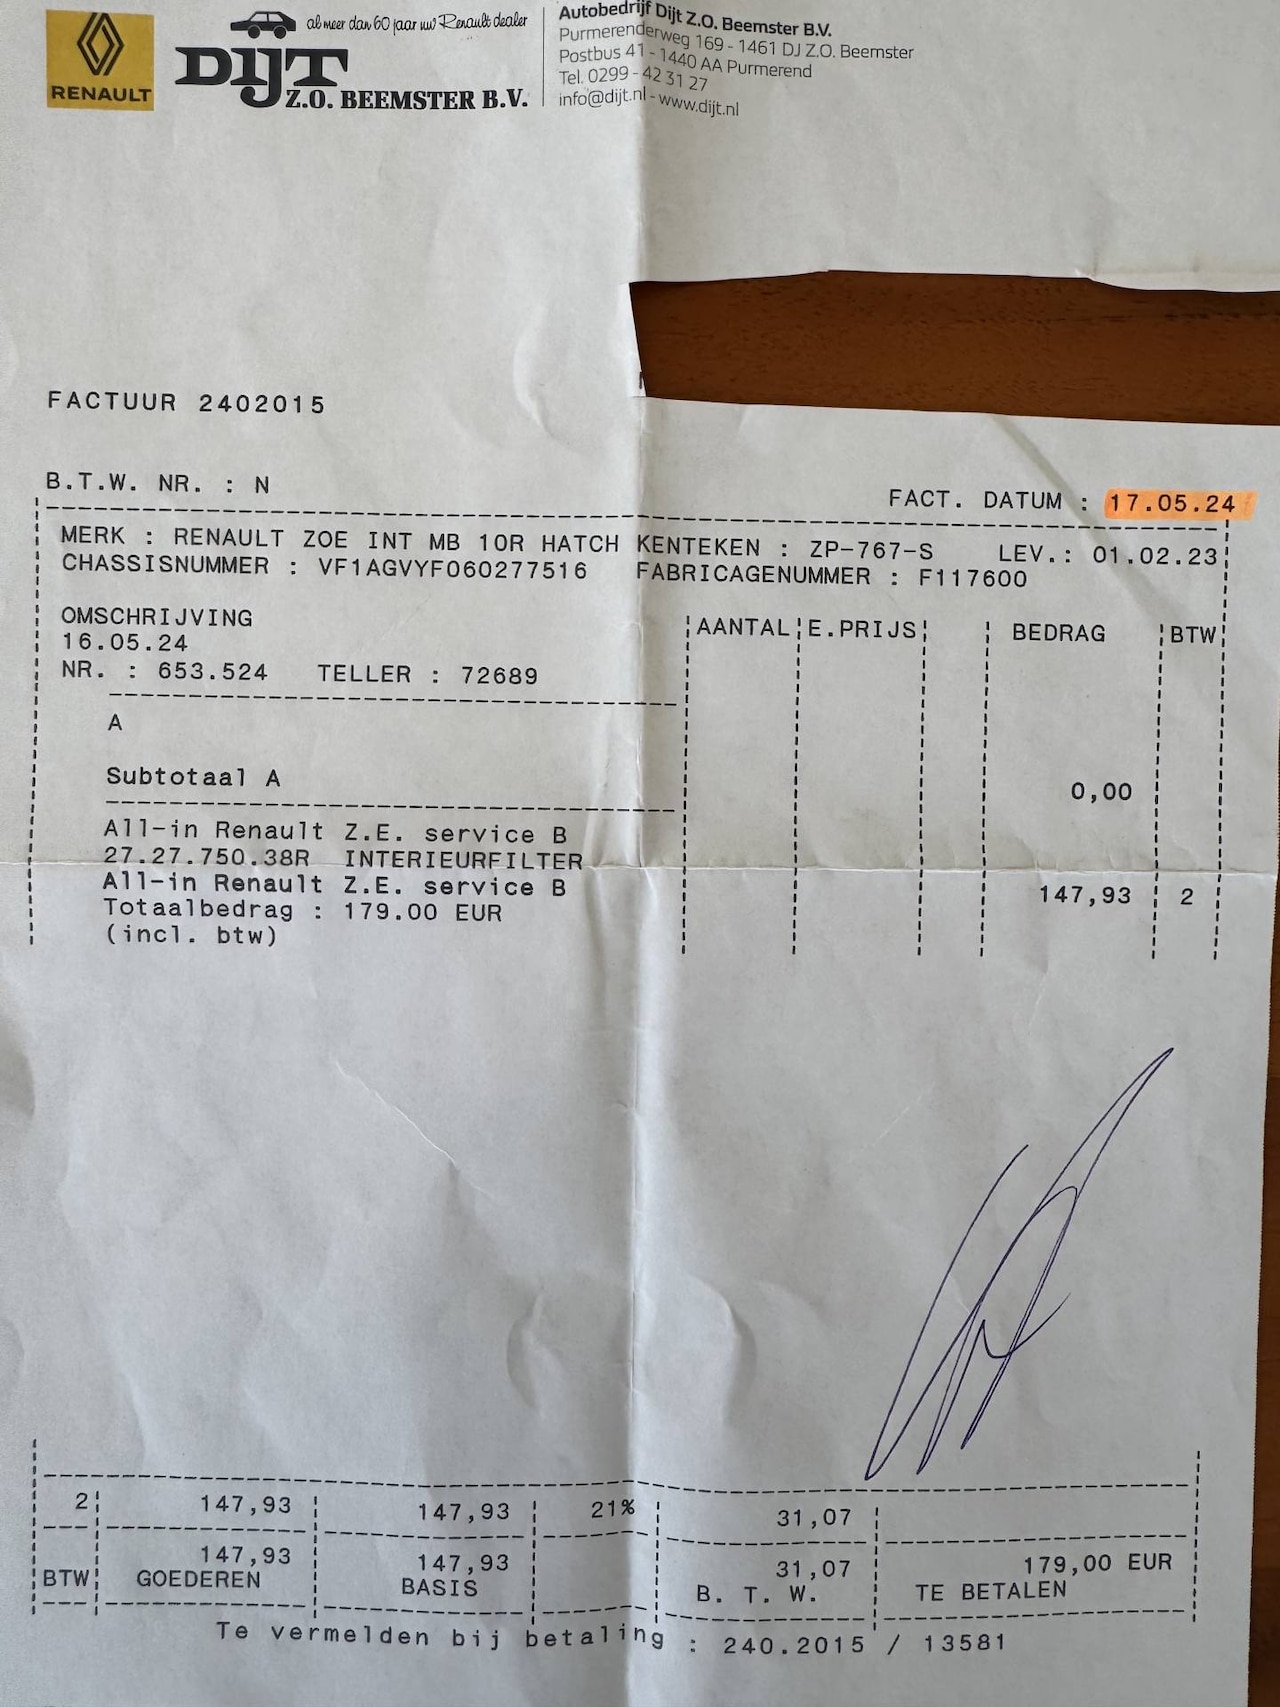 al meer dan 60 jaar uw Renault dealer
RENAULT
DIJT
Z.O. BEEMSTER B.V.
Autobedrijf Dijt Z.O. Beemster B.V.
Purmerenderweg 169 - 1461 DJ Z.O. Beemster
Postbus 41 - 1440 AA Purmerend
Tel. 0299 - 42 31 27
info@dijt.nl - www.dijt.nl
FACTUUR 2402015
B.T.W. NR. : N
FACT. DATUM : 17.05.24
MERK : RENAULT ZOE INT MB 10R HATCH KENTEKEN : ZP-767-S LEV.: 01.02.23
CHASSISNUMMER : VF1AGVYF060277516 FABRICAGENUMMER : F117600
OMSCHRIJVING AANTAL E.PRIJS BEDRAG BTW
16.05.24
NR. : 653.524 TELLER : 72689
A
Subtotaal A 0,00
All-in Renault Z.E. service B
27.27.750.38R INTERIEURFILTER
All-in Renault Z.E. service B 147,93 2
Totaalbedrag : 179.00 EUR
(incl. btw)
2 147,93 147,93 21% 31,07
147,93 147,93 31,07 179,00 EUR
BTW GOEDEREN BASIS B. T. W. TE BETALEN
Te vermelden bij betaling : 240.2015 / 13581